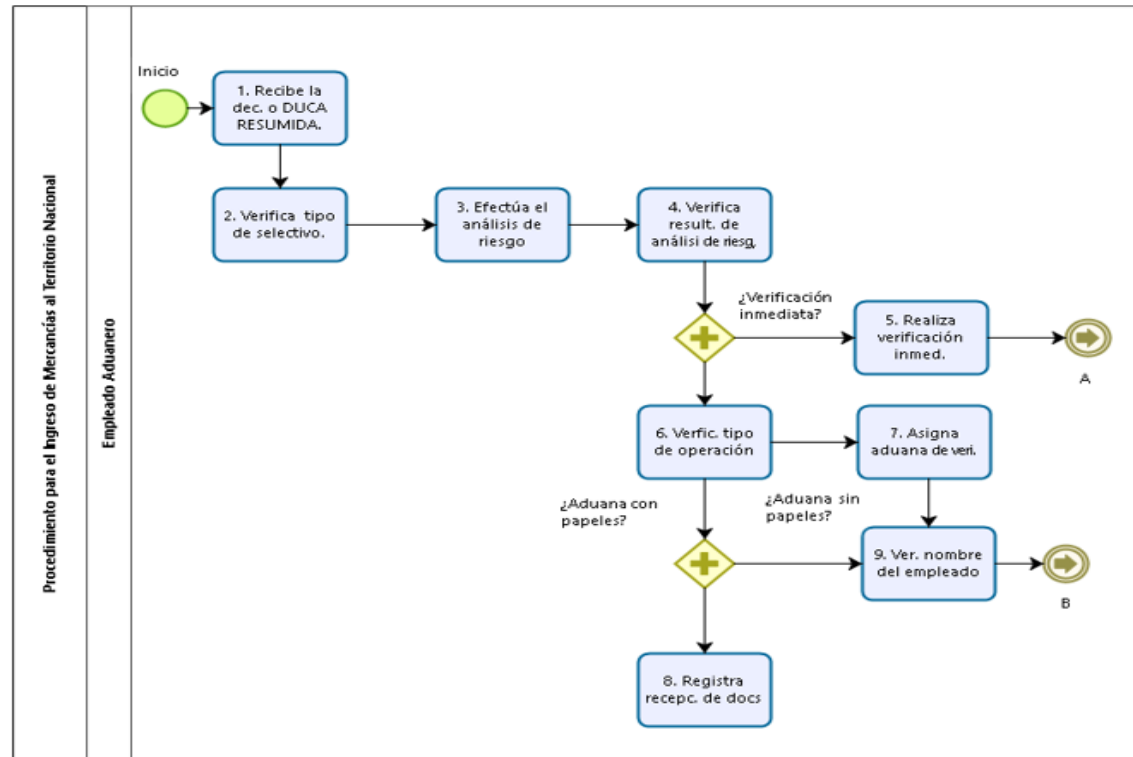 Procedimiento para el Ingreso de Mercancías al Territorio Nacional
Empleado Aduanero
Inicio
1. Recibe la
dec. o DUCA
RESUMIDA.
2. Verifica tipo
de selectivo.
3. Efectúa el
análisis de
riesgo
4. Verifica
result. de
análisi de riesg,
¿Verificación
inmediata?
5. Realiza
verificación
inmed.
A
6. Verfic. tipo
de operación
7. Asigna
aduana de veri.
¿Aduana con
papeles?
¿Aduana sin
papeles?
9. Ver. nombre
del empleado
B
8. Registra
recepc. de docs